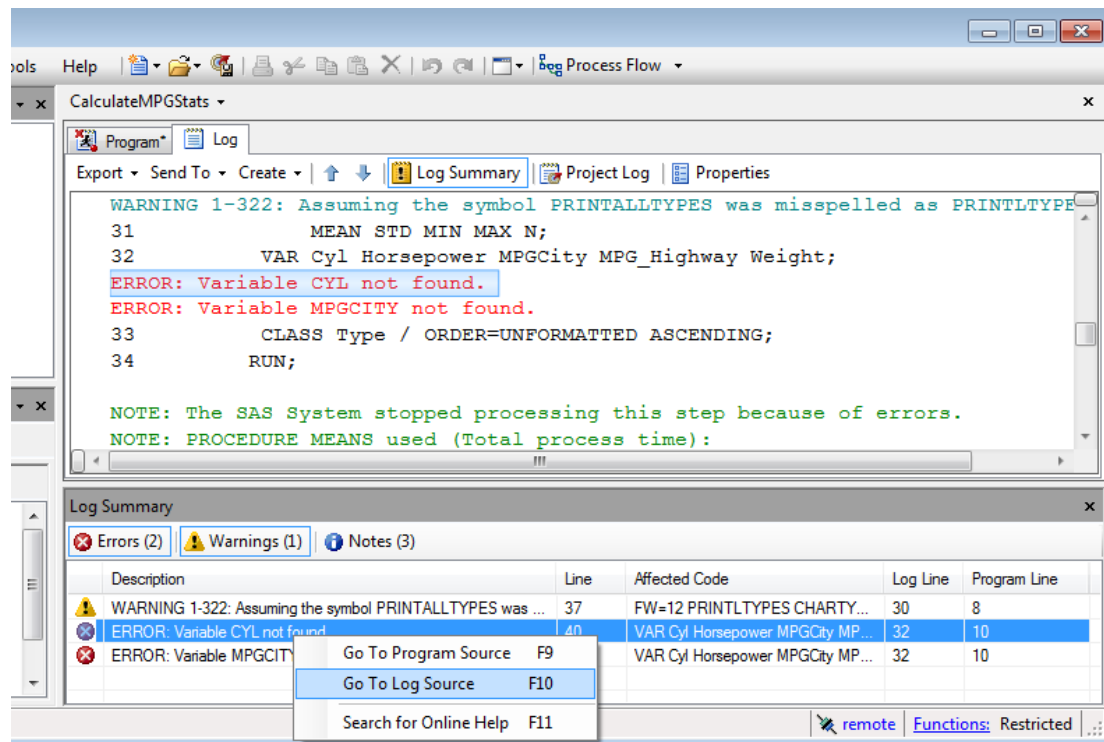 ools Help Process Flow
CalculateMPGStats
Program* Log
Export Send To Create Log Summary Project Log Properties
WARNING 1-322: Assuming the symbol PRINTALLTYPES was misspelled as PRINTLTYPE
31 MEAN STD MIN MAX N;
32 VAR Cyl Horsepower MPGCity MPG_Highway Weight;
ERROR: Variable CYL not found.
ERROR: Variable MPGCITY not found.
33 CLASS Type / ORDER=UNFORMATTED ASCENDING;
34 RUN;
NOTE: The SAS System stopped processing this step because of errors.
NOTE: PROCEDURE MEANS used (Total process time):
Log Summary
Errors (2) Warnings (1) Notes (3)
Description Line Affected Code Log Line Program Line
WARNING 1-322: Assuming the symbol PRINTALLTYPES was ... 37 FW=12 PRINTLTYPES CHARTY... 30 8
ERROR: Variable CYL not found 40 VAR Cyl Horsepower MPGCity MP... 32 10
ERROR: Variable MPGCITY VAR Cyl Horsepower MPGCity MP... 32 10
Go To Program Source F9
Go To Log Source F10
Search for Online Help F11
remote Functions: Restricted